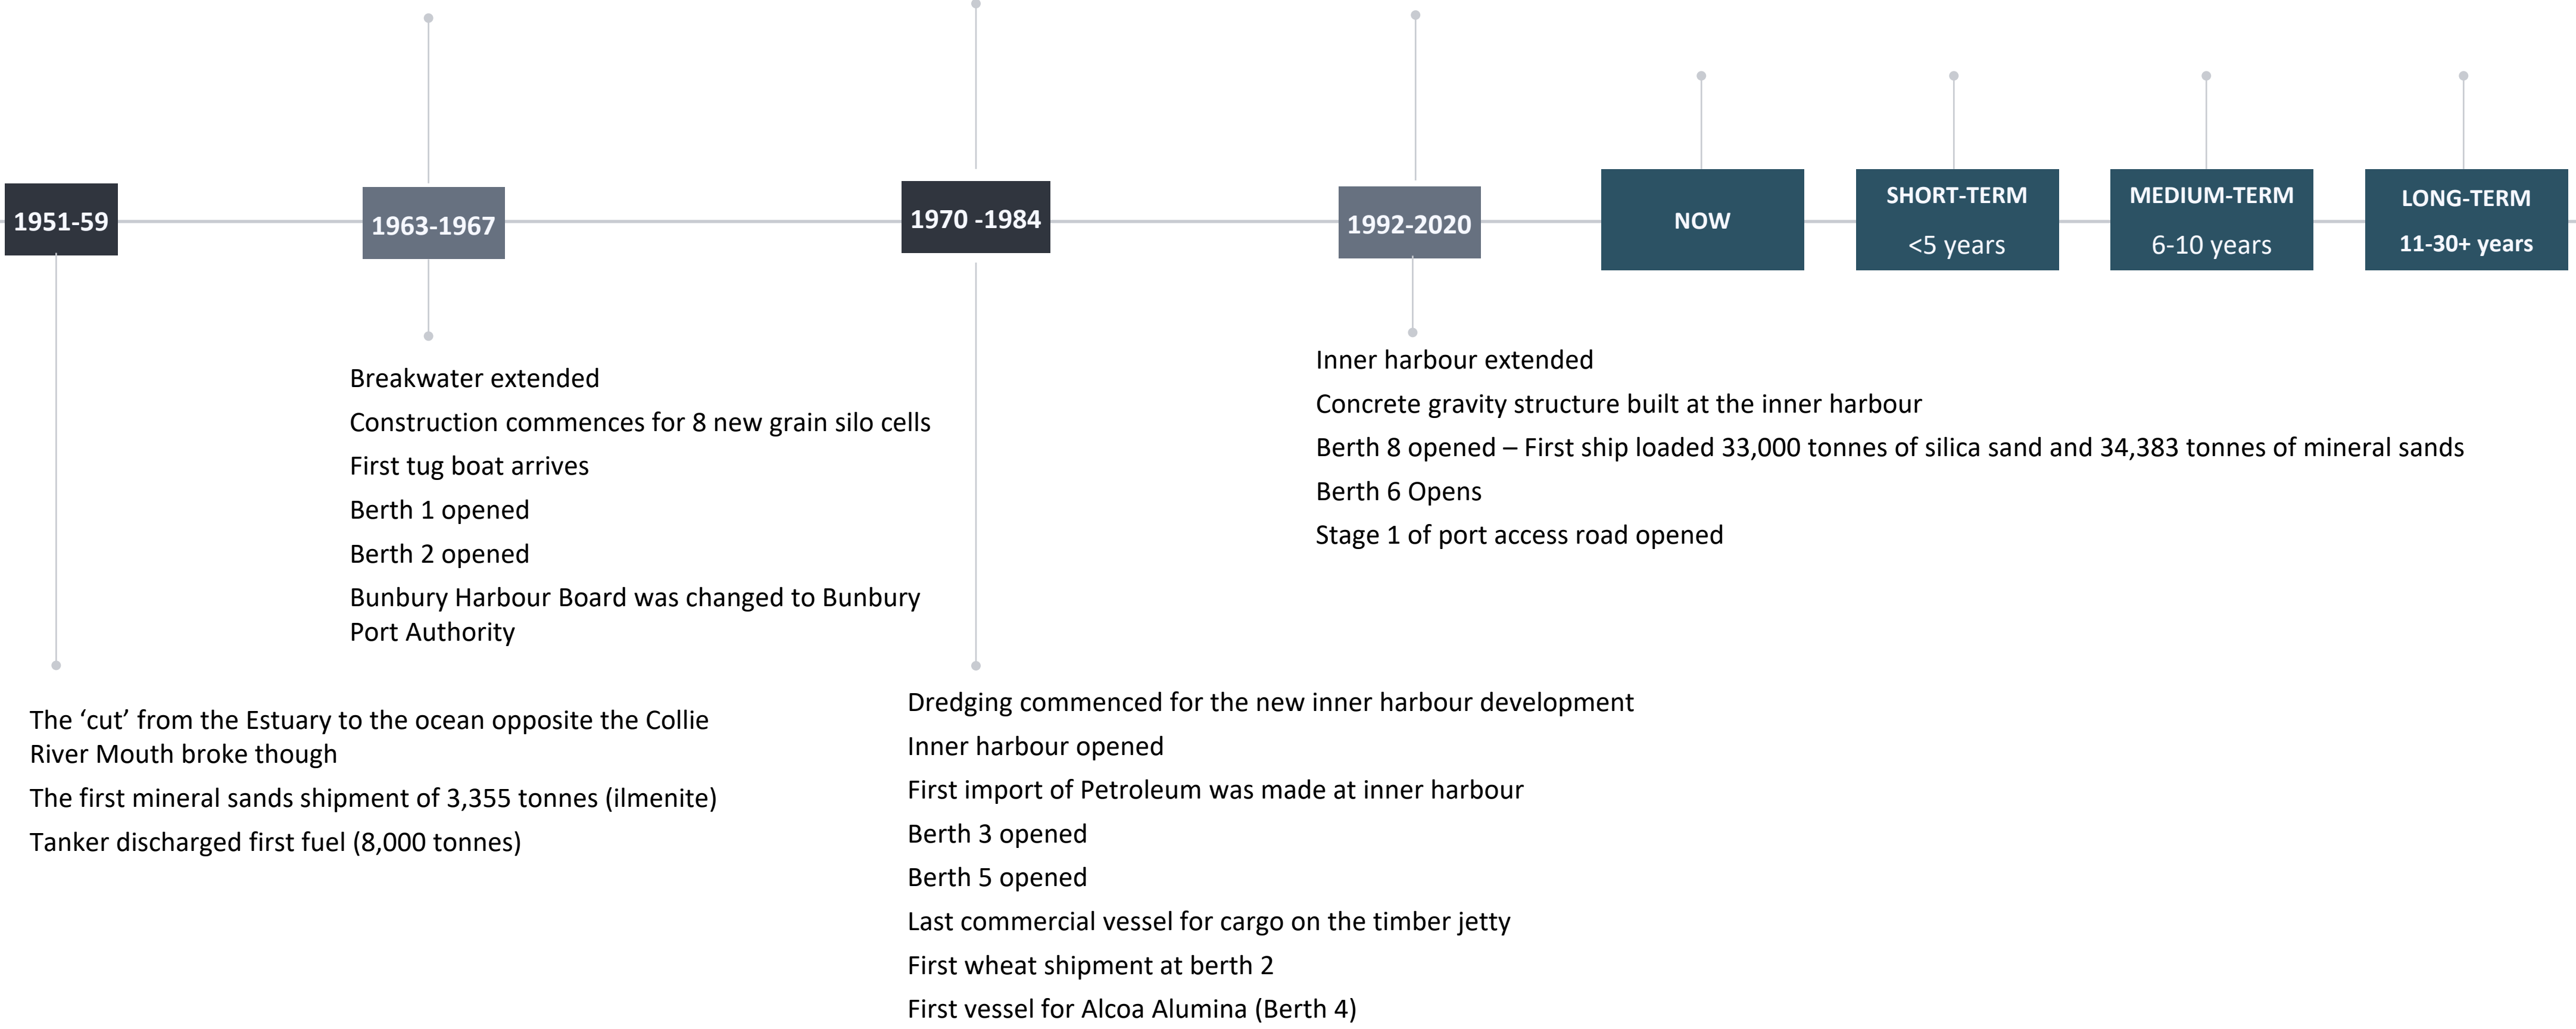 1951-59
1963-1967
1970 -1984
1992-2020
NOW
SHORT-TERM
<5 years
MEDIUM-TERM
6-10 years
LONG-TERM
11-30+ years
Breakwater extended
Construction commences for 8 new grain silo cells
First tug boat arrives
Berth 1 opened
Berth 2 opened
Bunbury Harbour Board was changed to Bunbury
Port Authority
Inner harbour extended
Concrete gravity structure built at the inner harbour
Berth 8 opened – First ship loaded 33,000 tonnes of silica sand and 34,383 tonnes of mineral sands
Berth 6 Opens
Stage 1 of port access road opened
The ‘cut’ from the Estuary to the ocean opposite the Collie
River Mouth broke though
The first mineral sands shipment of 3,355 tonnes (ilmenite)
Tanker discharged first fuel (8,000 tonnes)
Dredging commenced for the new inner harbour development
Inner harbour opened
First import of Petroleum was made at inner harbour
Berth 3 opened
Berth 5 opened
Last commercial vessel for cargo on the timber jetty
First wheat shipment at berth 2
First vessel for Alcoa Alumina (Berth 4)